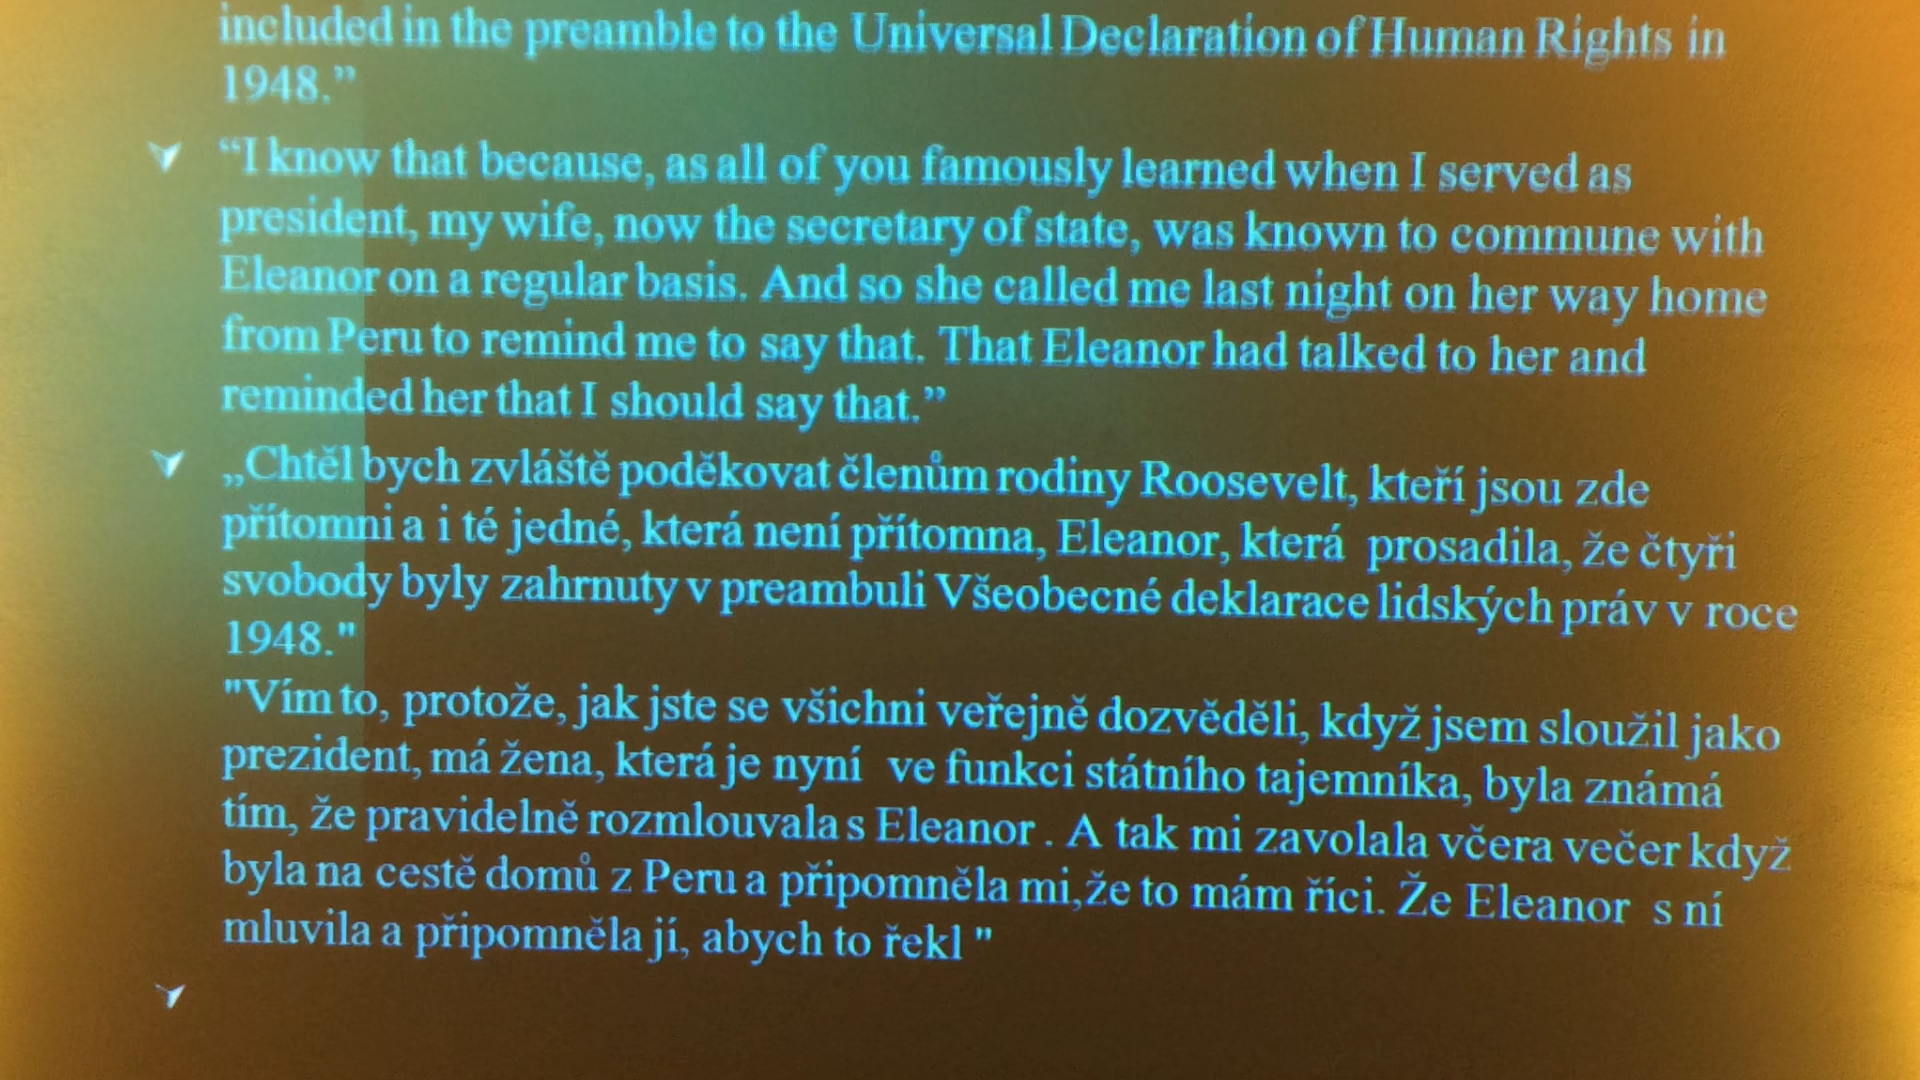 included in the preamble to the Universal Declaration of Human Rights in
1948.”
“I know that because, as all of you famously learned when I served as
president, my wife, now the secretary of state, was known to commune with
Eleanor on a regular basis. And so she called me last night on her way home
from Peru to remind me to say that. That Eleanor had talked to her and
reminded her that I should say that.”
„Chtěl bych zvláště poděkovat členům rodiny Roosevelt, kteří jsou zde
přítomni a i té jedné, která není přítomna, Eleanor, která prosadila, že čtyři
svobody byly zahrnuty v preambuli Všeobecné deklarace lidských práv v roce
1948."
"Vím to, protože, jak jste se všichni veřejně dozvěděli, když jsem sloužil jako
prezident, má žena, která je nyní ve funkci státního tajemníka, byla známá
tím, že pravidelně rozmlouvala s Eleanor . A tak mi zavolala včera večer když
byla na cestě domů z Peru a připomněla mi,že to mám říci. Že Eleanor s ní
mluvila a připomněla jí, abych to řekl "